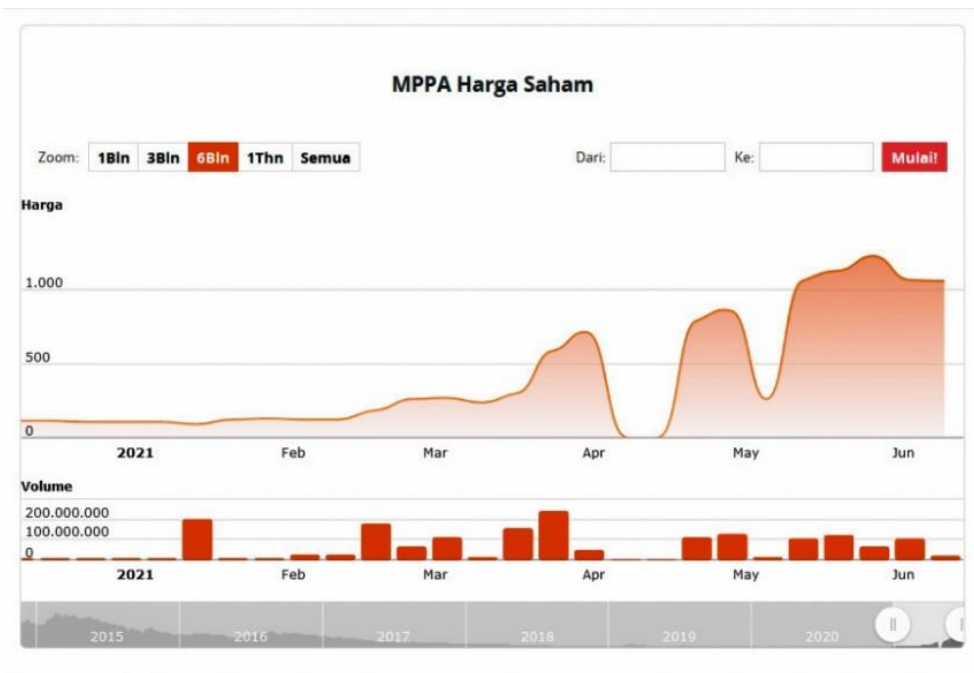 MPPA Harga Saham
Zoom: 1Bln 3Bln 6Bln 1Thn Semua Dari: Ke: Mulai!
Harga
1.000
500
0
2021 Feb Mar Apr May Jun
Volume
200.000.000
100.000.000
0
2021 Feb Mar Apr May Jun
2015 2016 2017 2018 2019 2020